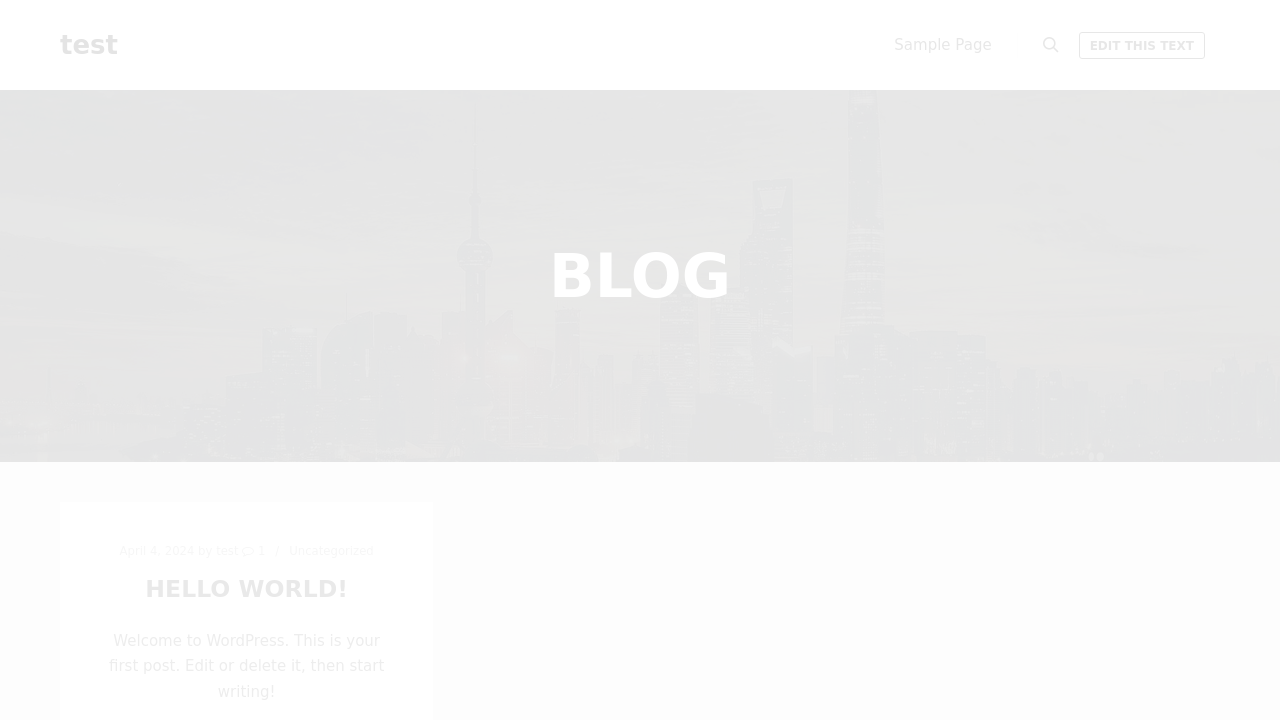 test
Sample Page
EDIT THIS TEXT
BLOG
April 4, 2024 by test 1 / Uncategorized
HELLO WORLD!
Welcome to WordPress. This is your
first post. Edit or delete it, then start
writing!